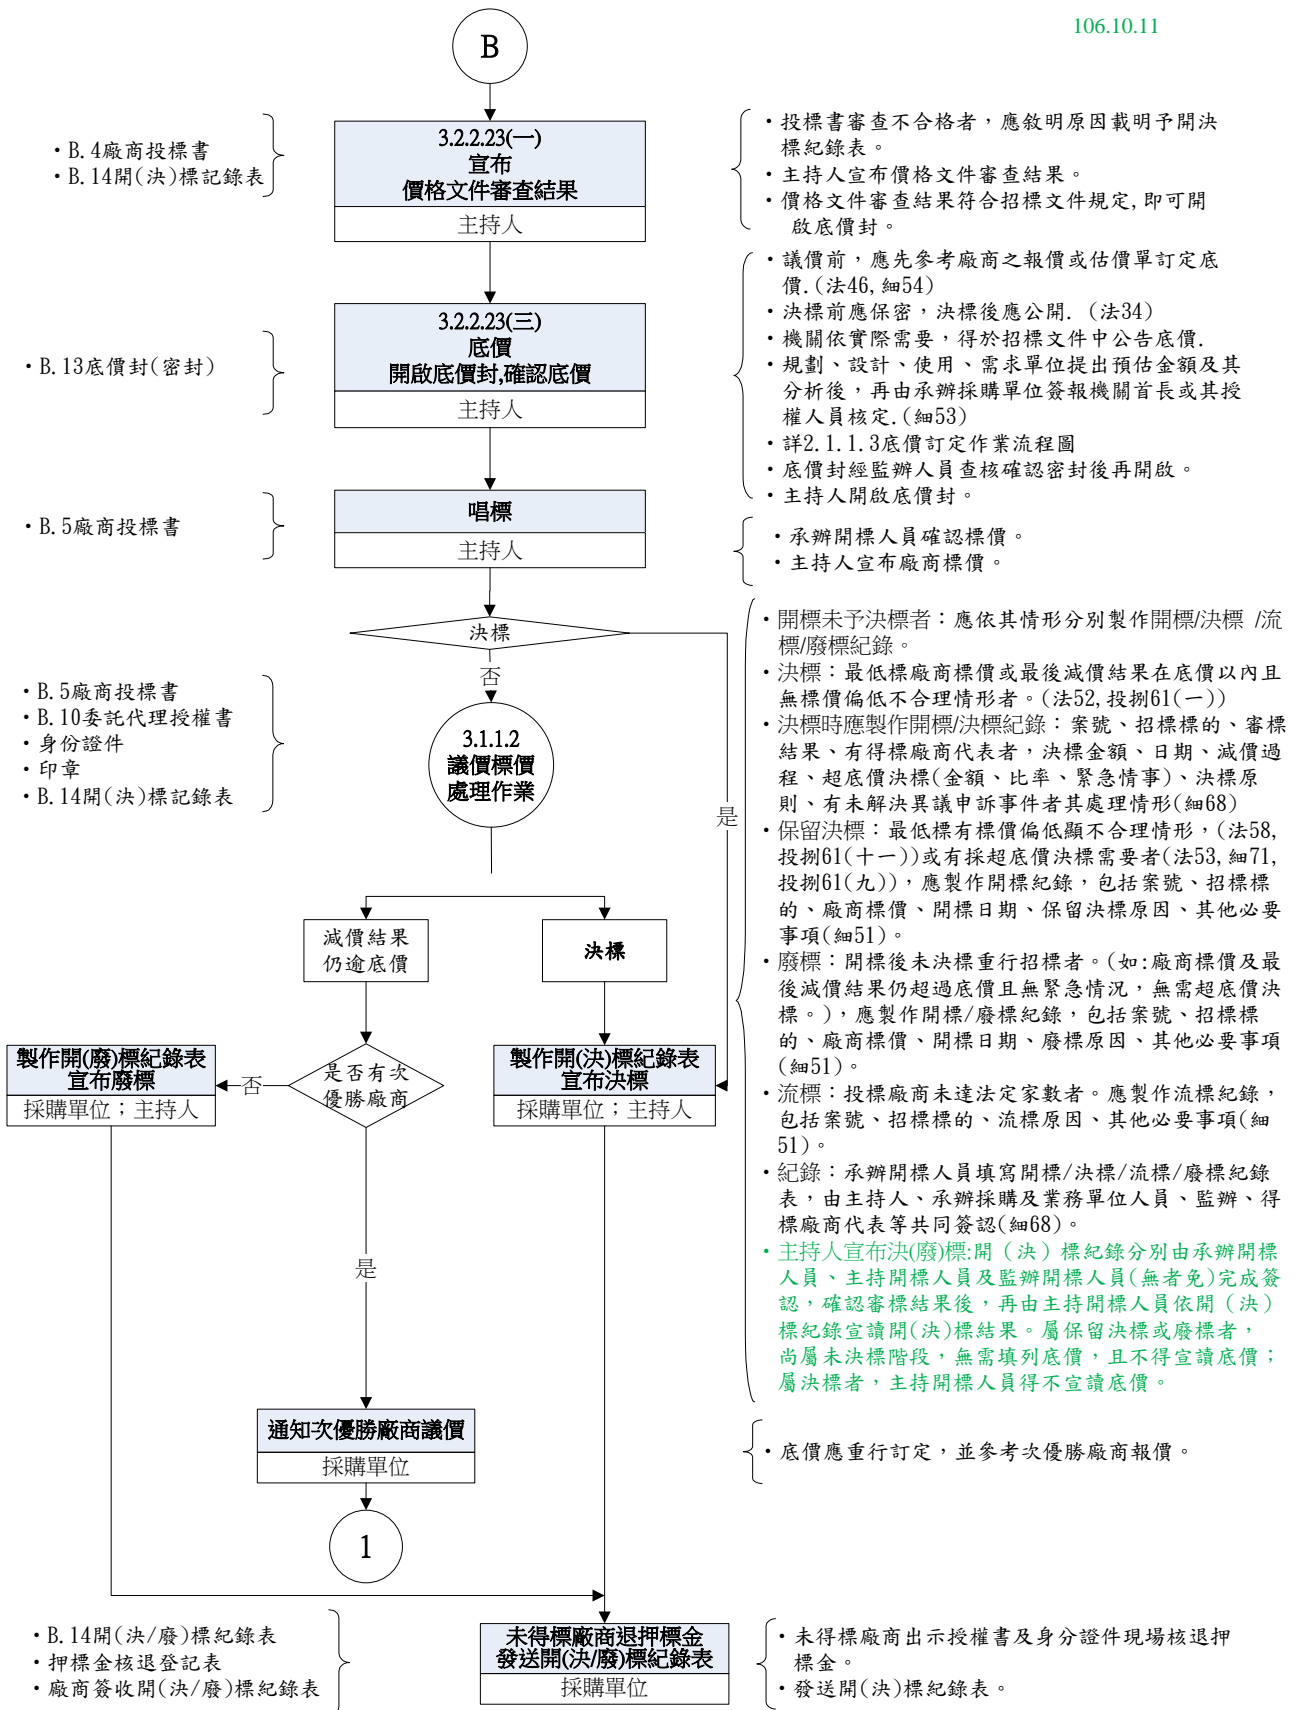 106.10.11
B
・B.4廠商投標書
・B.14開(決)標記錄表
3.2.2.23(一)
宣布
價格文件審查結果
主持人
・投標書審查不合格者，應敘明原因載明予開決
標紀錄表。
・主持人宣布價格文件審查結果。
・價格文件審查結果符合招標文件規定,即可開
啟底價封。
・B.13底價封(密封)
3.2.2.23(三)
底價
開啟底價封,確認底價
主持人
・議價前，應先參考廠商之報價或估價單訂定底
價.(法46,細54)
・決標前應保密，決標後應公開. (法34)
・機關依實際需要，得於招標文件中公告底價.
・規劃、設計、使用、需求單位提出預估金額及其
分析後，再由承辦採購單位簽報機關首長或其授
權人員核定.(細53)
・詳2.1.1.3底價訂定作業流程圖
・底價封經監辦人員查核確認密封後再開啟。
・主持人開啟底價封。
・B.5廠商投標書
唱標
主持人
・承辦開標人員確認標價。
・主持人宣布廠商標價。
決標
否
是
・B.5廠商投標書
・B.10委託代理授權書
・身份證件
・印章
・B.14開(決)標記錄表
3.1.1.2
議價標價
處理作業
減價結果
仍逾底價
決標
製作開(廢)標紀錄表
宣布廢標
採購單位；主持人
否
是否有次
優勝廠商
製作開(決)標紀錄表
宣布決標
採購單位；主持人
是
・開標未予決標者：應依其情形分別製作開標/決標 /流
標/廢標紀錄。
・決標：最低標廠商標價或最後減價結果在底價以內且
無標價偏低不合理情形者。(法52,投捌61(一))
・決標時應製作開標/決標紀錄：案號、招標標的、審標
結果、有得標廠商代表者，決標金額、日期、減價過
程、超底價決標(金額、比率、緊急情事)、決標原
則、有未解決異議申訴事件者其處理情形(細68)
・保留決標：最低標有標價偏低顯不合理情形，(法58,
投捌61(十一))或有採超底價決標需要者(法53,細71,
投捌61(九))，應製作開標紀錄，包括案號、招標標
的、廠商標價、開標日期、保留決標原因、其他必要
事項(細51)。
・廢標：開標後未決標重行招標者。(如:廠商標價及最
後減價結果仍超過底價且無緊急情況，無需超底價決
標。)，應製作開標/廢標紀錄，包括案號、招標標
的、廠商標價、開標日期、廢標原因、其他必要事項
(細51)。
・流標：投標廠商未達法定家數者。應製作流標紀錄，
包括案號、招標標的、流標原因、其他必要事項(細
51)。
・紀錄：承辦開標人員填寫開標/決標/流標/廢標紀錄
表，由主持人、承辦採購及業務單位人員、監辦、得
標廠商代表等共同簽認(細68)。
・主持人宣布決(廢)標:開（決）標紀錄分別由承辦開標
人員、主持開標人員及監辦開標人員(無者免)完成簽
認，確認審標結果後，再由主持開標人員依開（決）
標紀錄宣讀開(決)標結果。屬保留決標或廢標者，
尚屬未決標階段，無需填列底價，且不得宣讀底價；
屬決標者，主持開標人員得不宣讀底價。
通知次優勝廠商議價
採購單位
・底價應重行訂定，並參考次優勝廠商報價。
1
・B.14開(決/廢)標紀錄表
・押標金核退登記表
・廠商簽收開(決/廢)標紀錄表
未得標廠商退押標金
發送開(決/廢)標紀錄表
採購單位
・未得標廠商出示授權書及身分證件現場核退押
標金。
・發送開(決)標紀錄表。